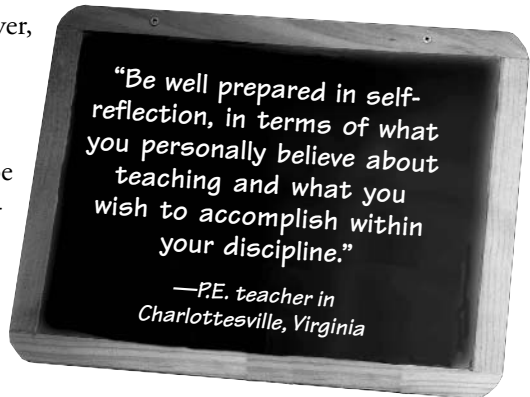 ver,
“Be well prepared in self-
reflection, in terms of what
you personally believe about
teaching and what you
wish to accomplish within
your discipline.”
—P.E. teacher in
Charlottesville, Virginia